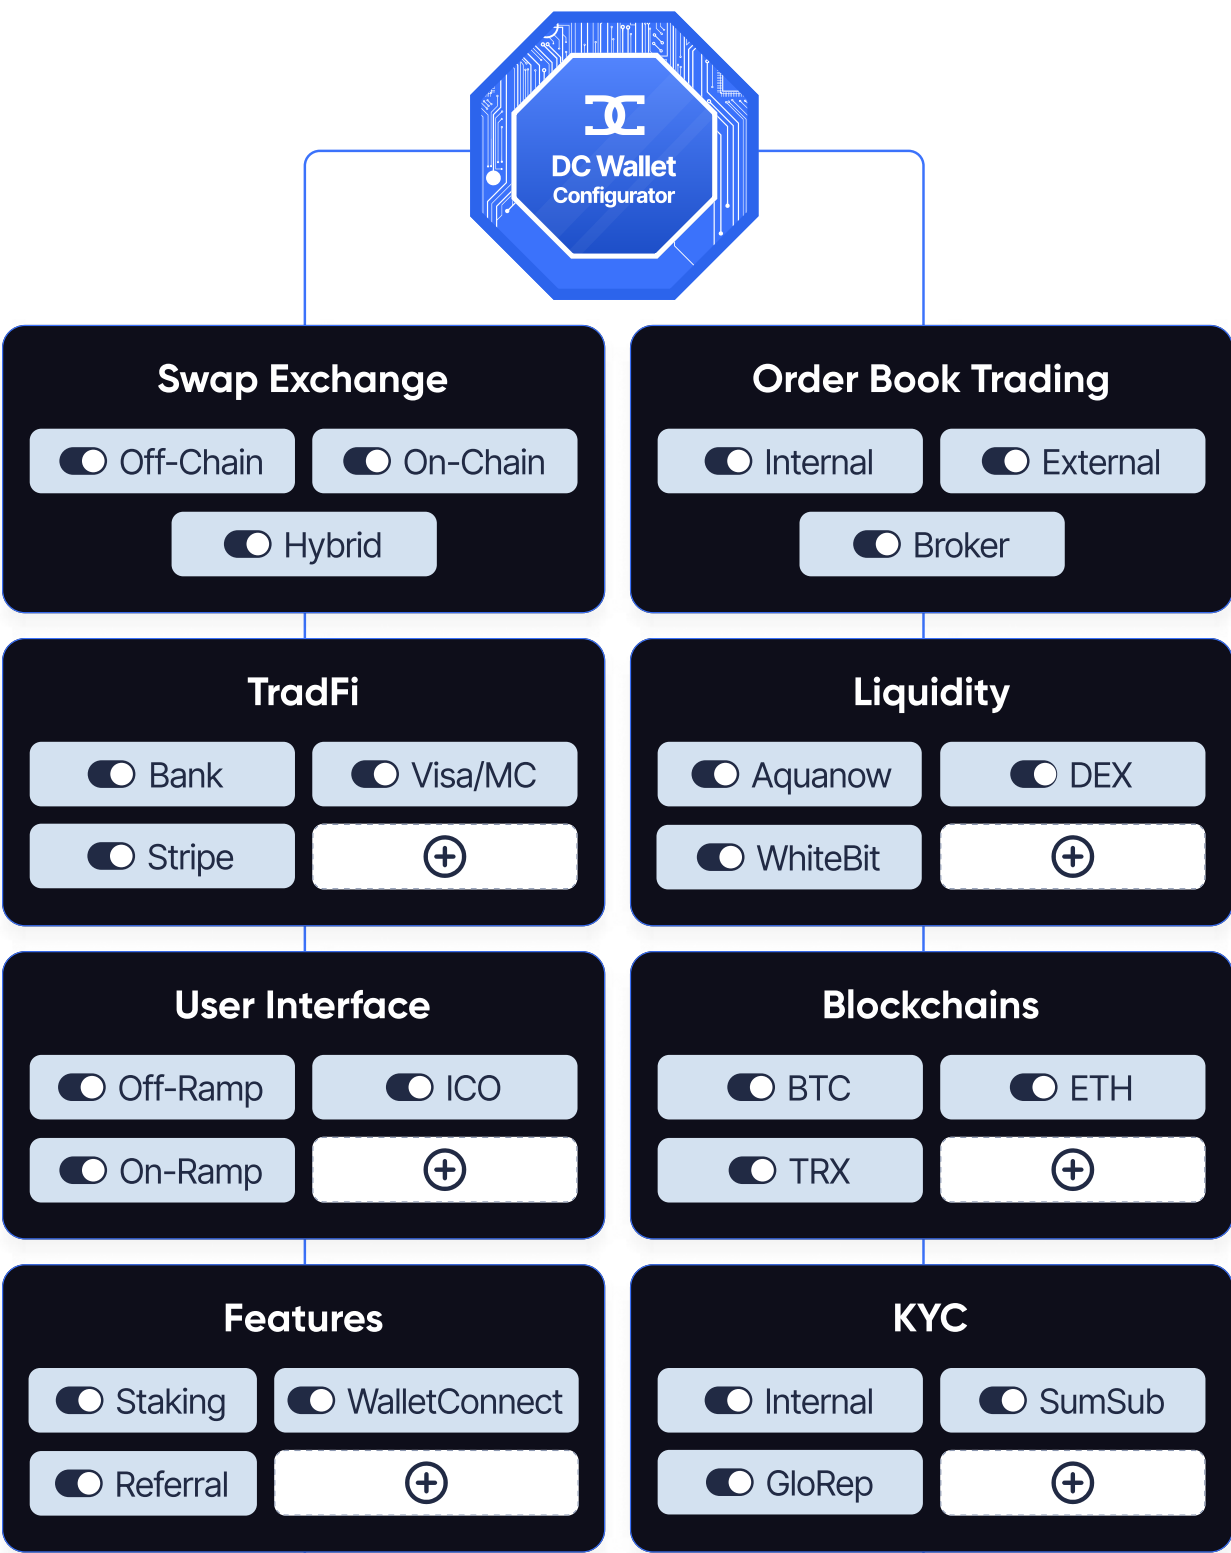 DC Wallet
Configurator
Swap Exchange
Off-Chain
On-Chain
Hybrid
Order Book Trading
Internal
External
Broker
TradFi
Bank
Visa/MC
Stripe
Liquidity
Aquanow
DEX
WhiteBit
User Interface
Off-Ramp
ICO
On-Ramp
Blockchains
BTC
ETH
TRX
Features
Staking
WalletConnect
Referral
KYC
Internal
SumSub
GloRep